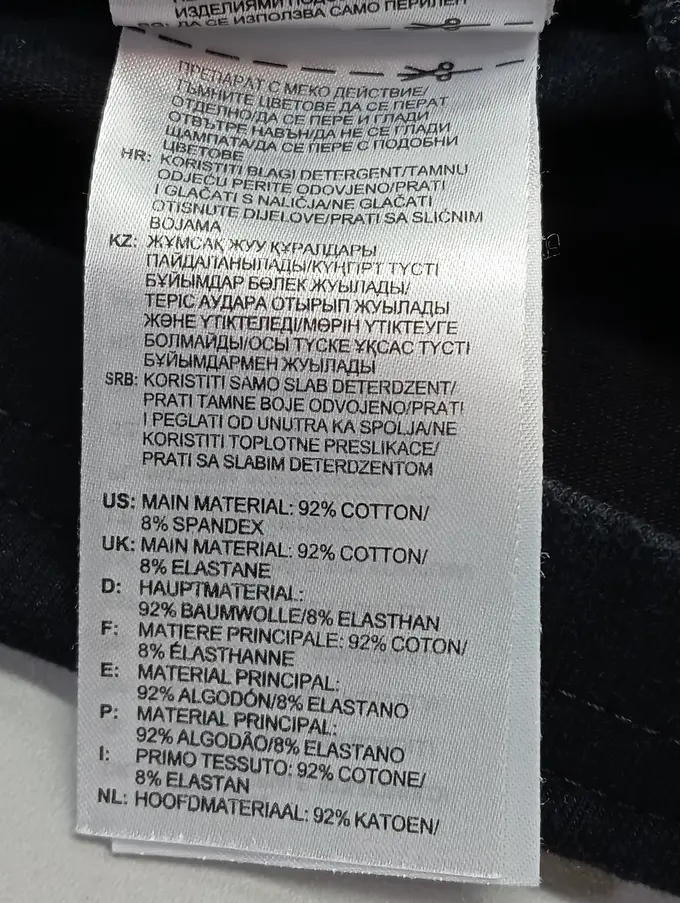 ИЗДЕЛИЯМИ
ДА СЕ ИЗПОЛЗВА САМО ПЕРИЛЕН
ПРЕПАРАТ С МЕКО ДЕЙСТВИЕ/
ТЪМНИТЕ ЦВЕТОВЕ ДА СЕ ПЕРАТ
ОТДЕЛНО/ДА СЕ ПЕРЕ И ГЛАДИ
ОТВЪТРЕ НАВЪН/ДА НЕ СЕ ГЛАДИ
ЩАМПАТА/ДА СЕ ПЕРЕ С ПОДОБНИ
ЦВЕТОВЕ
HR: KORISTITI BLAGI DETERGENT/TAMNU
ODJEĆU PERITE ODOVJENO/PRATI
I GLAČATI S NALIČJA/NE GLAČATI
OTISNUTE DIJELOVE/PRATI SA SLIČNIM
BOJAMA
KZ: ЖҰМСАҚ ЖУУ ҚҰРАЛДАРЫ
ПАЙДАЛАНЫЛАДЫ/КҮҢГІРТ ТҮСТІ
БҰЙЫМДАР БӨЛЕК ЖУЫЛАДЫ/
ТЕРІС АУДАРА ОТЫРЫП ЖУЫЛАДЫ
ЖӘНЕ ҮТІКТЕЛЕДІ/МӨРІН ҮТІКТЕУГЕ
БОЛМАЙДЫ/ОСЫ ТҮСКЕ ҰҚСАС ТҮСТІ
БҰЙЫМДАРМЕН ЖУЫЛАДЫ
SRB: KORISTITI SAMO SLAB DETERDZENT/
PRATI TAMNE BOJE ODVOJENO/PRATI
I PEGLATI OD UNUTRA KA SPOLJA/NE
KORISTITI TOPLOTNE PRESLIKACE/
PRATI SA SLABIM DETERDZENTOM
US: MAIN MATERIAL: 92% COTTON/
8% SPANDEX
UK: MAIN MATERIAL: 92% COTTON/
8% ELASTANE
D: HAUPTMATERIAL:
92% BAUMWOLLE/8% ELASTHAN
F: MATIERE PRINCIPALE: 92% COTON/
8% ÉLASTHANNE
E: MATERIAL PRINCIPAL:
92% ALGODÓN/8% ELASTANO
P: MATERIAL PRINCIPAL:
92% ALGODÂO/8% ELASTANO
I: PRIMO TESSUTO: 92% COTONE/
8% ELASTAN
NL: HOOFDMATERIAAL: 92% KATOEN/